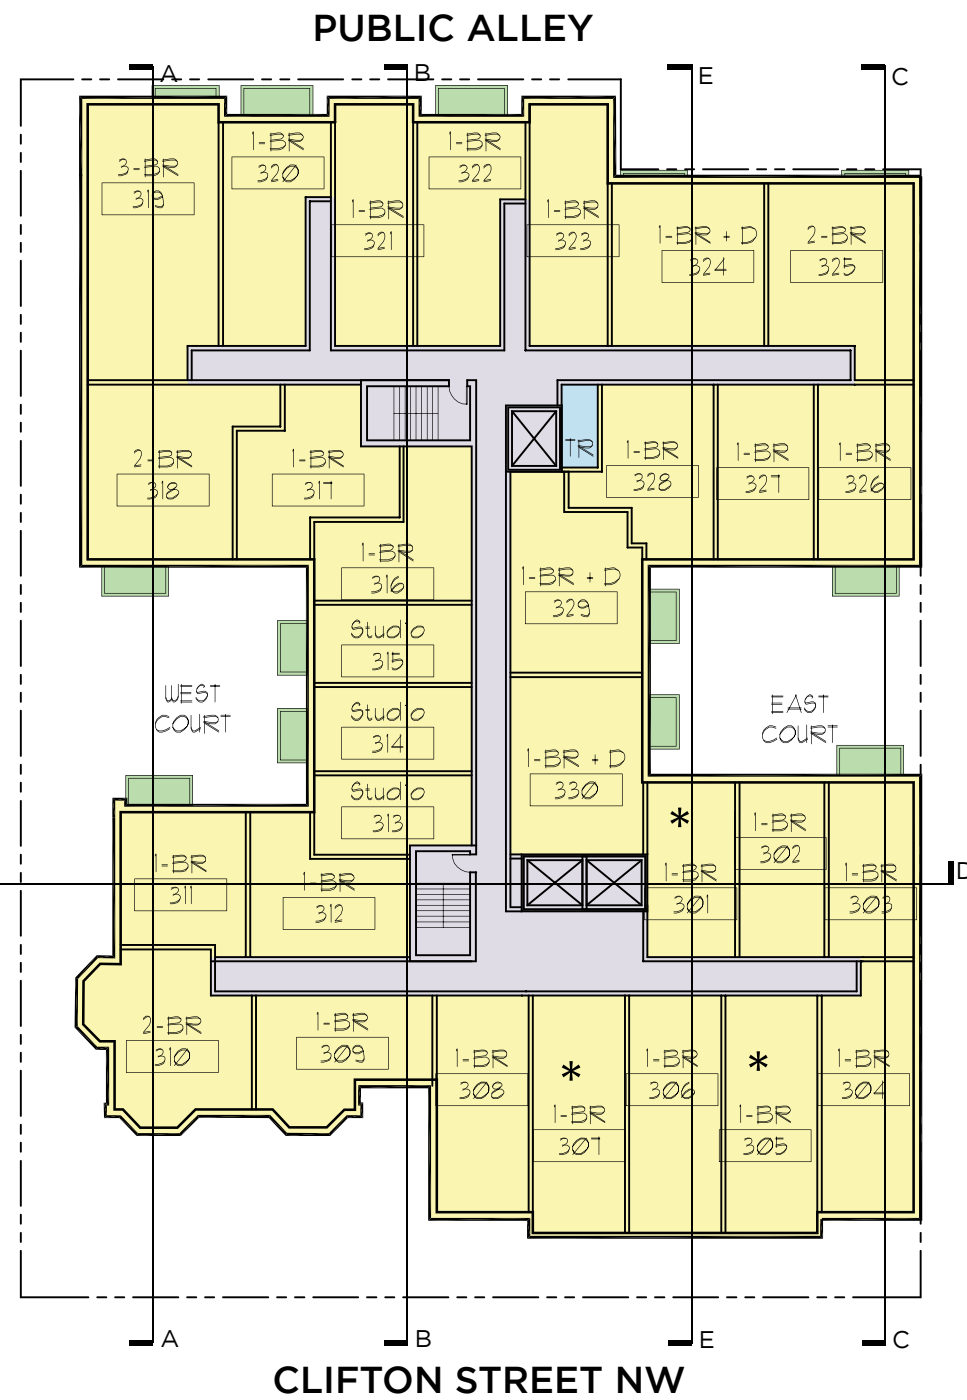 PUBLIC ALLEY
A
B
E
C
3-BR
319
1-BR
320
1-BR
321
1-BR
322
1-BR
323
1-BR + D
324
2-BR
325
2-BR
318
1-BR
317
TR
1-BR
328
1-BR
327
1-BR
326
1-BR
316
1-BR + D
329
Studio
315
WEST
COURT
Studio
314
EAST
COURT
1-BR + D
330
Studio
313
*
1-BR
302
1-BR
311
1-BR
312
1-BR
301
1-BR
303
D
2-BR
310
1-BR
309
1-BR
308
*
1-BR
307
1-BR
306
*
1-BR
305
1-BR
304
A
B
E
C
CLIFTON STREET NW